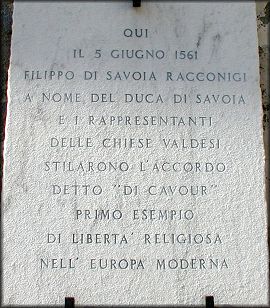 QUI
IL 5 GIUGNO 1561
FILIPPO DI SAVOIA RACCONIGI
A NOME DEL DUCA DI SAVOIA
E I RAPPRESENTANTI
DELLE CHIESE VALDESI
STILARONO L'ACCORDO
DETTO "DI CAVOUR"
PRIMO ESEMPIO
DI LIBERTA' RELIGIOSA
NELL' EUROPA MODERNA